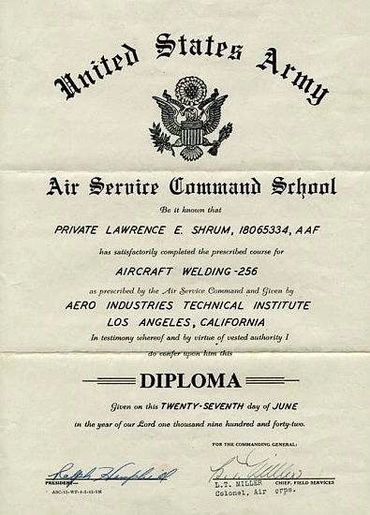 United States Army
Air Service Command School
Be it known that
PRIVATE LAWRENCE E. SHRUM, 18065334, AAF
has satisfactorily completed the prescribed course for
AIRCRAFT WELDING-256
as prescribed by the Air Service Command and Given by
AERO INDUSTRIES TECHNICAL INSTITUTE
LOS ANGELES, CALIFORNIA
In testimony whereof and by virtue of vested authority I
do confer upon him this
DIPLOMA
Given on this TWENTY-SEVENTH day of JUNE
in the year of our Lord one thousand nine hundred and forty-two.
FOR THE COMMANDING GENERAL:
PRESIDENT
L.T. MILLER CHIEF, FIELD SERVICES
Colonel, Air orps.